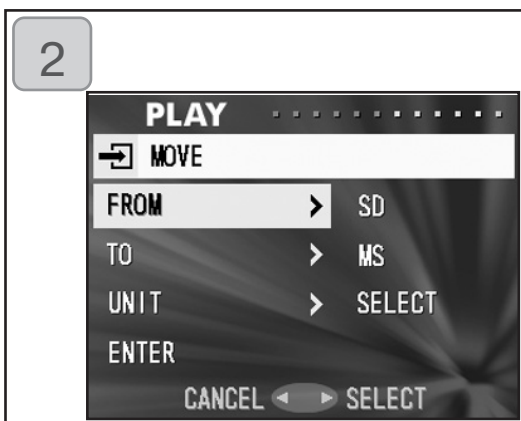 2
PLAY
MOVE
FROM > SD
TO > MS
UNIT > SELECT
ENTER
CANCEL ◄ ► SELECT